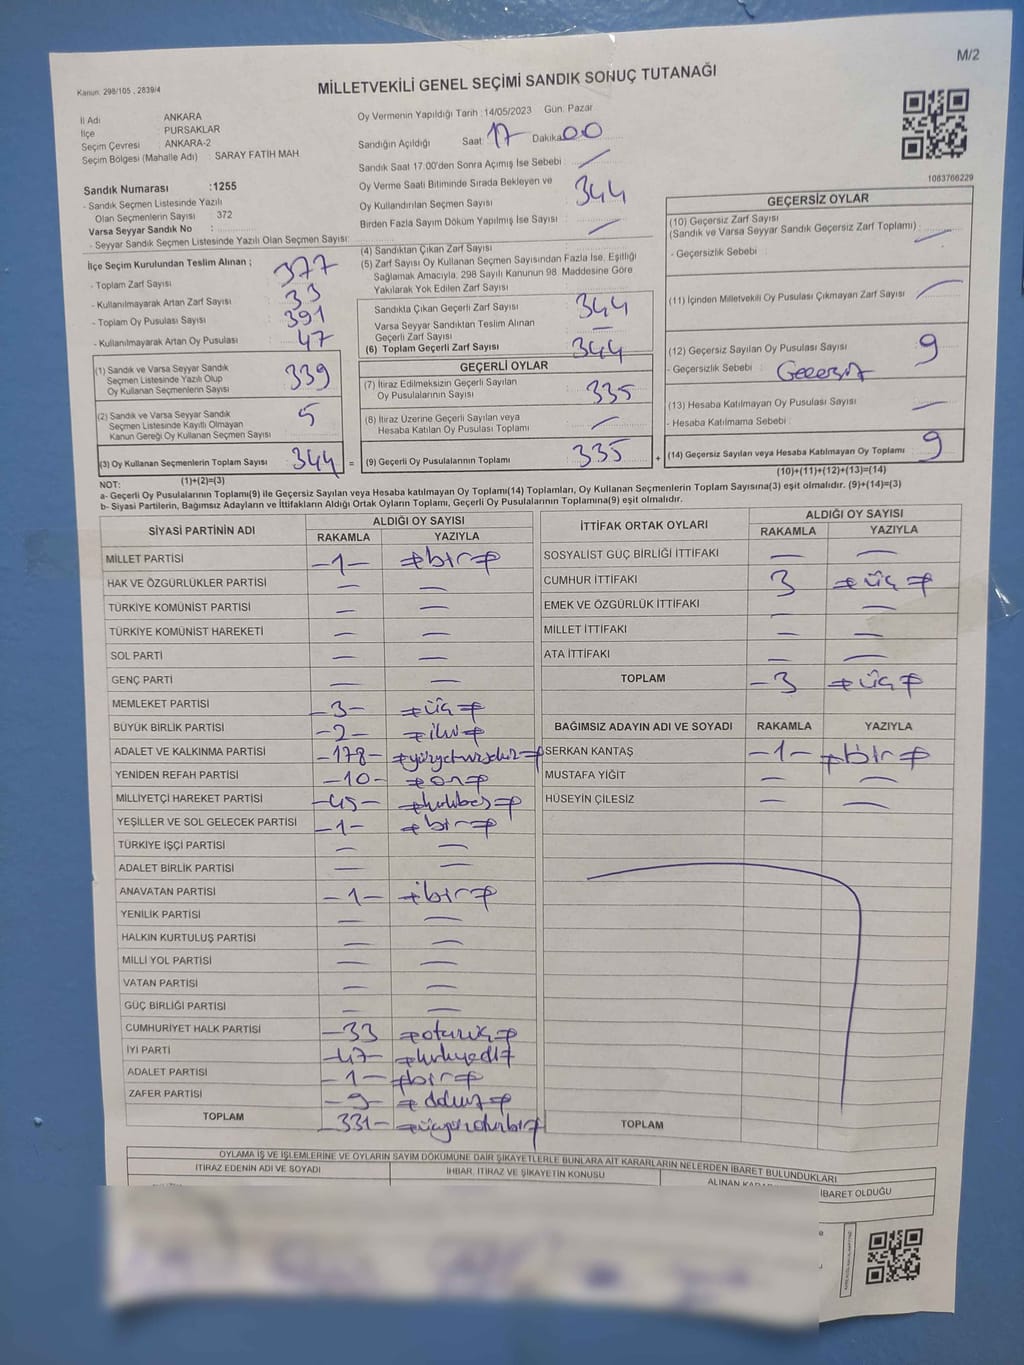 M/2
Kanun: 298/105 , 2839/4
MİLLETVEKİLİ GENEL SEÇİMİ SANDIK SONUÇ TUTANAĞI
İl Adı ANKARA
İlçe PURSAKLAR
Seçim Çevresi ANKARA-2
Seçim Bölgesi (Mahalle Adı) : SARAY FATİH MAH
Sandık Numarası :1255
- Sandık Seçmen Listesinde Yazılı
Olan Seçmenlerin Sayısı : 372
Varsa Seyyar Sandık No :
- Seyyar Sandık Seçmen Listesinde Yazılı Olan Seçmen Sayısı:
Oy Vermenin Yapıldığı Tarih : 14/05/2023 Gün: Pazar
Sandığın Açıldığı Saat 17 Dakika 00
Sandık Saat 17.00'den Sonra Açımış İse Sebebi :
Oy Verme Saati Bitiminde Sırada Bekleyen ve
Oy Kullandırılan Seçmen Sayısı 344
Birden Fazla Sayım Döküm Yapılmış İse Sayısı :
1063766229
İlçe Seçim Kurulundan Teslim Alınan ;
- Toplam Zarf Sayısı 377
- Kullanılmayarak Artan Zarf Sayısı : 33
- Toplam Oy Pusulası Sayısı : 391
- Kullanılmayarak Artan Oy Pusulası : 47
(1) Sandık ve Varsa Seyyar Sandık
Seçmen Listesinde Yazılı Olup
Oy Kullanan Seçmenlerin Sayısı 339
(2) Sandık ve Varsa Seyyar Sandık
Seçmen Listesinde Kayıtlı Olmayan
Kanun Gereği Oy Kullanan Seçmen Sayısı : 5
(3) Oy Kullanan Seçmenlerin Toplam Sayısı 344 =
(1)+(2)=(3)
(4) Sandıktan Çıkan Zarf Sayısı
(5) Zarf Sayısı Oy Kullanan Seçmen Sayısından Fazla İse, Eşitliği
Sağlamak Amacıyla, 298 Sayılı Kanunun 98. Maddesine Göre
Yakılarak Yok Edilen Zarf Sayısı
Sandıkla Çıkan Geçerli Zarf Sayısı 344
Varsa Seyyar Sandıktan Teslim Alınan
Geçerli Zarf Sayısı
(6) Toplam Geçerli Zarf Sayısı 344
GEÇERLİ OYLAR
(7) İtiraz Edilmeksizin Geçerli Sayılan
Oy Pusulalarının Sayısı 335
(8) İtiraz Üzerine Geçerli Sayılan veya
Hesaba Katılan Oy Pusulası Toplamı
(9) Geçerli Oy Pusulalarının Toplamı 335 +
GEÇERSİZ OYLAR
(10) Geçersiz Zarf Sayısı
(Sandık ve Varsa Seyyar Sandık Geçersiz Zarf Toplamı) :
- Geçersizlik Sebebi :
(11) İçinden Milletvekili Oy Pusulası Çıkmayan Zarf Sayısı
(12) Geçersiz Sayılan Oy Pusulası Sayısı 9
- Geçersizlik Sebebi : Geçersiz
(13) Hesaba Katılmayan Oy Pusulası Sayısı
- Hesaba Katılmama Sebebi
(14) Geçersiz Sayılan veya Hesaba Katılmayan Oy Toplamı 9
(10)+(11)+(12)+(13)=(14)
NOT:
a- Geçerli Oy Pusulalarının Toplamı(9) ile Geçersiz Sayılan veya Hesaba katılmayan Oy Toplamı(14) Toplamları, Oy Kullanan Seçmenlerin Toplam Sayısına(3) eşit olmalıdır. (9)+(14)=(3)
b- Siyasi Partilerin, Bağımsız Adayların ve İttifakların Aldığı Ortak Oyların Toplamı, Geçerli Oy Pusulalarının Toplamına(9) eşit olmalıdır.
SİYASİ PARTİNİN ADI ALDIĞI OY SAYISI
RAKAMLA YAZIYLA
MİLLET PARTİSİ -1- bir
HAK VE ÖZGÜRLÜKLER PARTİSİ
TÜRKİYE KOMÜNİST PARTİSİ
TÜRKİYE KOMÜNİST HAREKETİ
SOL PARTİ
GENÇ PARTİ
MEMLEKET PARTİSİ -3- üç
BÜYÜK BİRLİK PARTİSİ -2- iki
ADALET VE KALKINMA PARTİSİ -178- yüzyetmişsekiz
YENİDEN REFAH PARTİSİ -10- on
MİLLİYETÇİ HAREKET PARTİSİ -45- kırkbeş
YEŞİLLER VE SOL GELECEK PARTİSİ -1- bir
TÜRKİYE İŞÇİ PARTİSİ
ADALET BİRLİK PARTİSİ
ANAVATAN PARTİSİ -1- bir
YENİLİK PARTİSİ
HALKIN KURTULUŞ PARTİSİ
MİLLİ YOL PARTİSİ
VATAN PARTİSİ
GÜÇ BİRLİĞİ PARTİSİ
CUMHURİYET HALK PARTİSİ -33 otuzüç
İYİ PARTİ -47- kırkyedi
ADALET PARTİSİ -1- bir
ZAFER PARTİSİ -9- dokuz
TOPLAM -331- üçyüzotuzbir
İTTİFAK ORTAK OYLARI ALDIĞI OY SAYISI
RAKAMLA YAZIYLA
SOSYALIST GÜÇ BİRLİĞİ İTTİFAKI
CUMHUR İTTİFAKI 3 üç
EMEK VE ÖZGÜRLÜK İTTİFAKI
MİLLET İTTİFAKI
ATA İTTİFAKI
TOPLAM -3 üç
BAĞIMSIZ ADAYIN ADI VE SOYADI RAKAMLA YAZIYLA
SERKAN KANTAŞ -1- bir
MUSTAFA YİĞİT
HÜSEYİN ÇİLESİZ
TOPLAM
OYLAMA İŞ VE İŞLEMLERİNE VE OYLARIN SAYIM DÖKÜMÜNE DAİR ŞİKAYETLERLE BUNLARA AİT KARARLARIN NELERDEN İBARET BULUNDUKLARI
İTİRAZ EDENİN ADI VE SOYADI İHBAR, İTİRAZ VE ŞİKAYETİN KONUSU ALINAN İBARET OLDUĞU